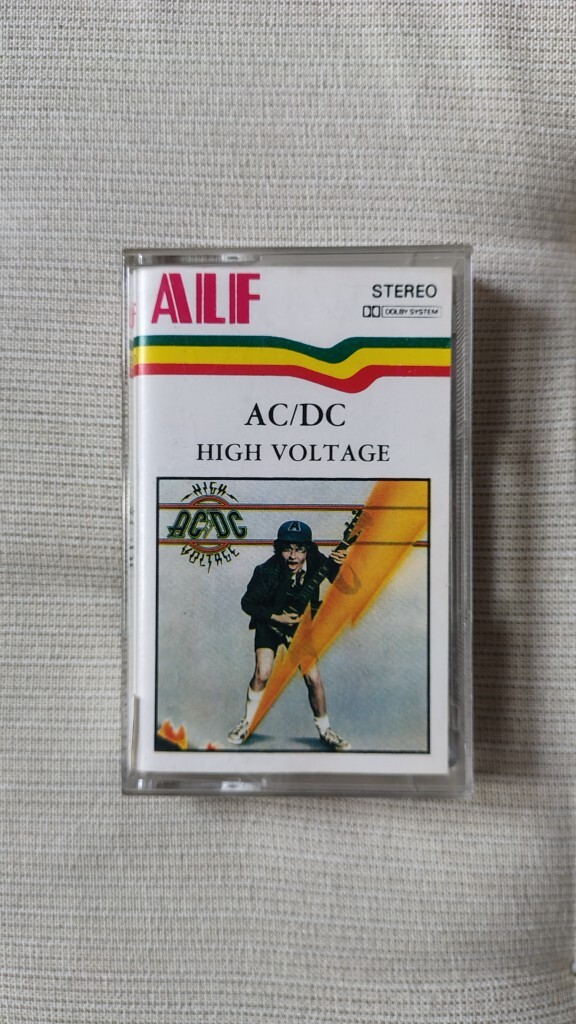 ALF
STEREO
DOLBY SYSTEM
AC/DC
HIGH VOLTAGE
HIGH
AC/DC
VOLTAGE
A